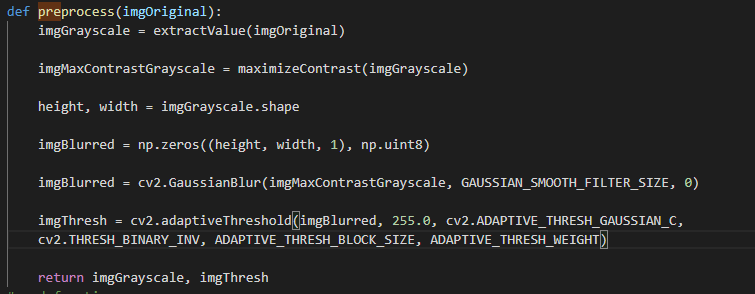 def preprocess(imgOriginal):
    imgGrayscale = extractValue(imgOriginal)
    imgMaxContrastGrayscale = maximizeContrast(imgGrayscale)
    height, width = imgGrayscale.shape
    imgBlurred = np.zeros((height, width, 1), np.uint8)
    imgBlurred = cv2.GaussianBlur(imgMaxContrastGrayscale, GAUSSIAN_SMOOTH_FILTER_SIZE, 0)
    imgThresh = cv2.adaptiveThreshold(imgBlurred, 255.0, cv2.ADAPTIVE_THRESH_GAUSSIAN_C,
    cv2.THRESH_BINARY_INV, ADAPTIVE_THRESH_BLOCK_SIZE, ADAPTIVE_THRESH_WEIGHT)
    return imgGrayscale, imgThresh